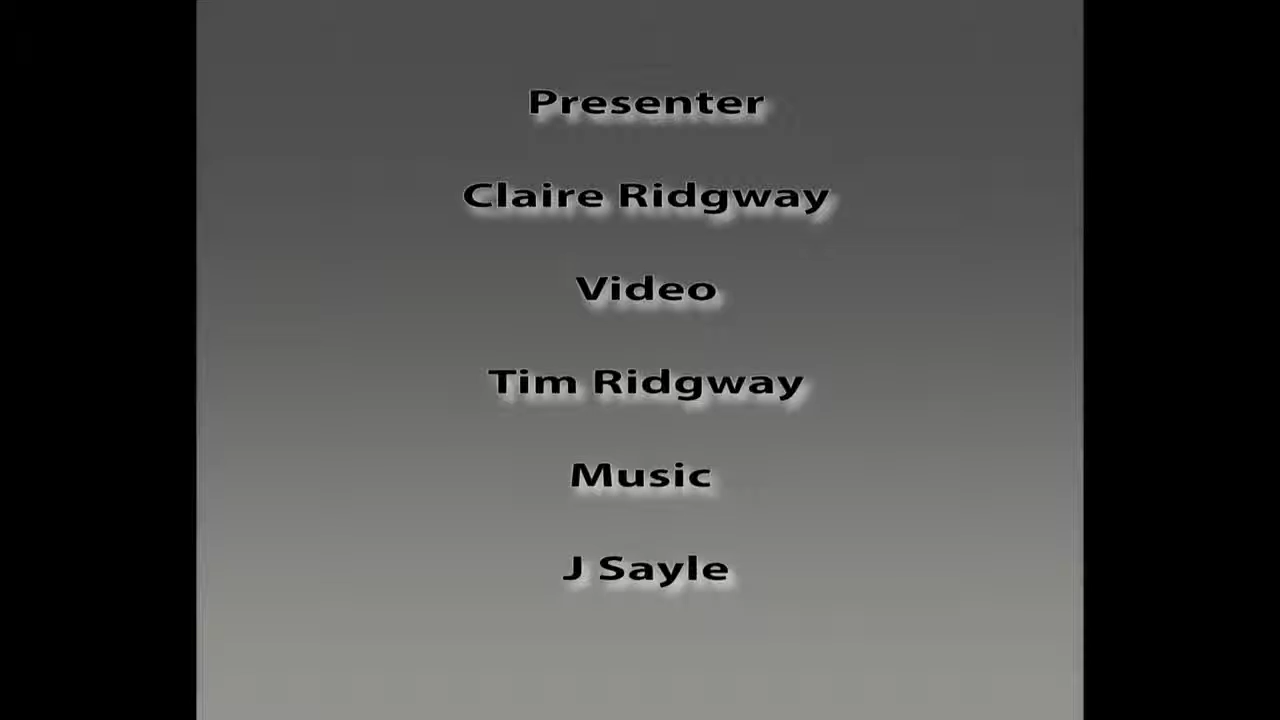 Presenter
Claire Ridgway
Video
Tim Ridgway
Music
J Sayle